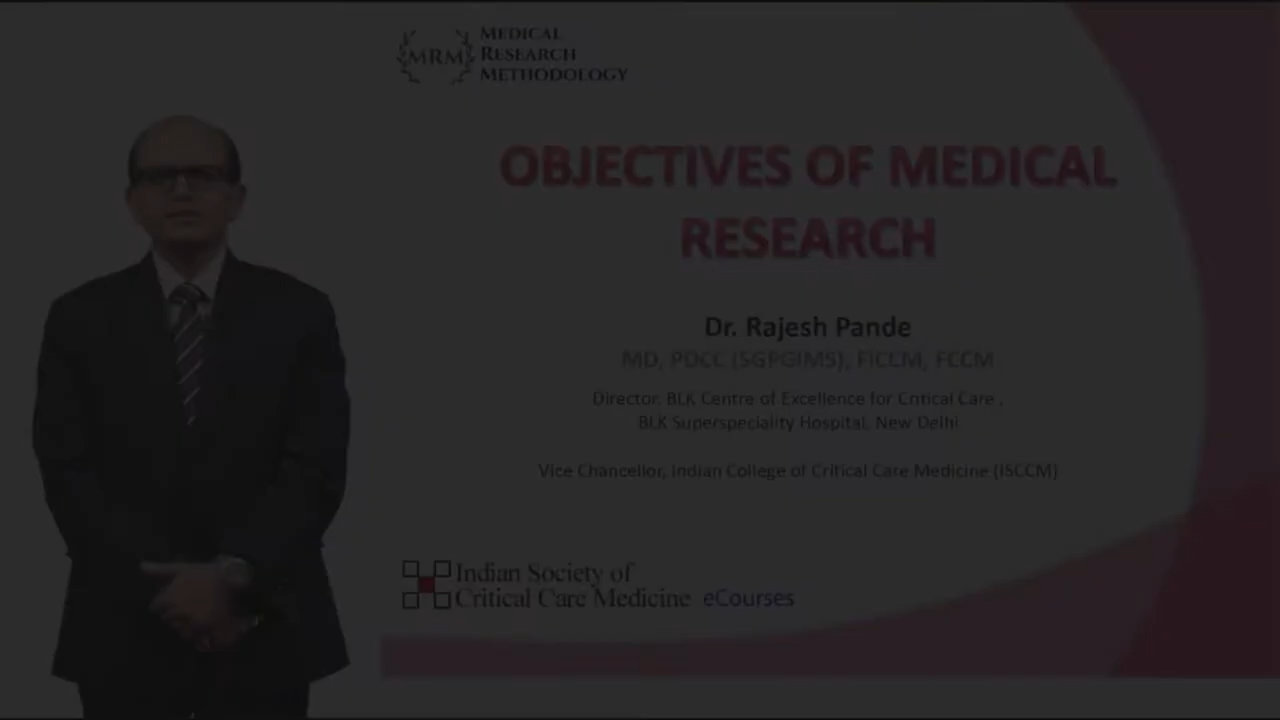 MRM
MEDICAL
RESEARCH
METHODOLOGY
OBJECTIVES OF MEDICAL
RESEARCH
Dr. Rajesh Pande
MD, PDCC (SGPGIMS), FICCM, FCCM
Director, BLK Centre of Excellence for Critical Care ,
BLK Superspeciality Hospital, New Delhi
Vice Chancellor, Indian College of Critical Care Medicine (ISCCM)
Indian Society of
Critical Care Medicine eCourses